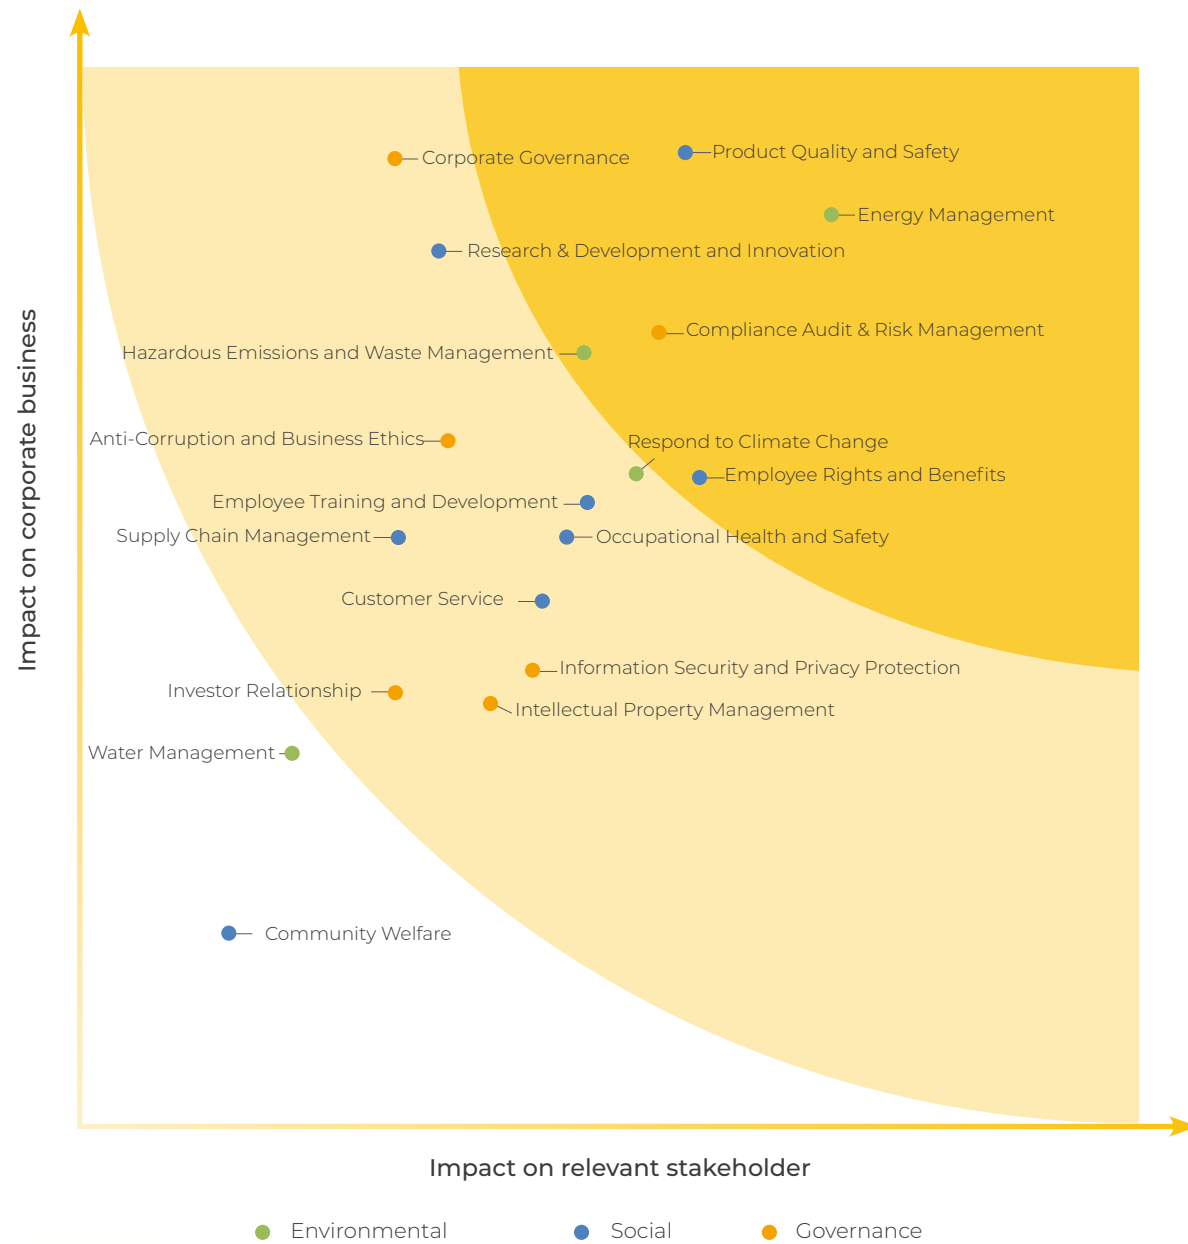 Corporate Governance
Product Quality and Safety
Energy Management
Research & Development and Innovation
Compliance Audit & Risk Management
Hazardous Emissions and Waste Management
Anti-Corruption and Business Ethics
Respond to Climate Change
Employee Rights and Benefits
Employee Training and Development
Supply Chain Management
Occupational Health and Safety
Customer Service
Information Security and Privacy Protection
Investor Relationship
Intellectual Property Management
Water Management
Community Welfare
Impact on corporate business
Impact on relevant stakeholder
Environmental
Social
Governance